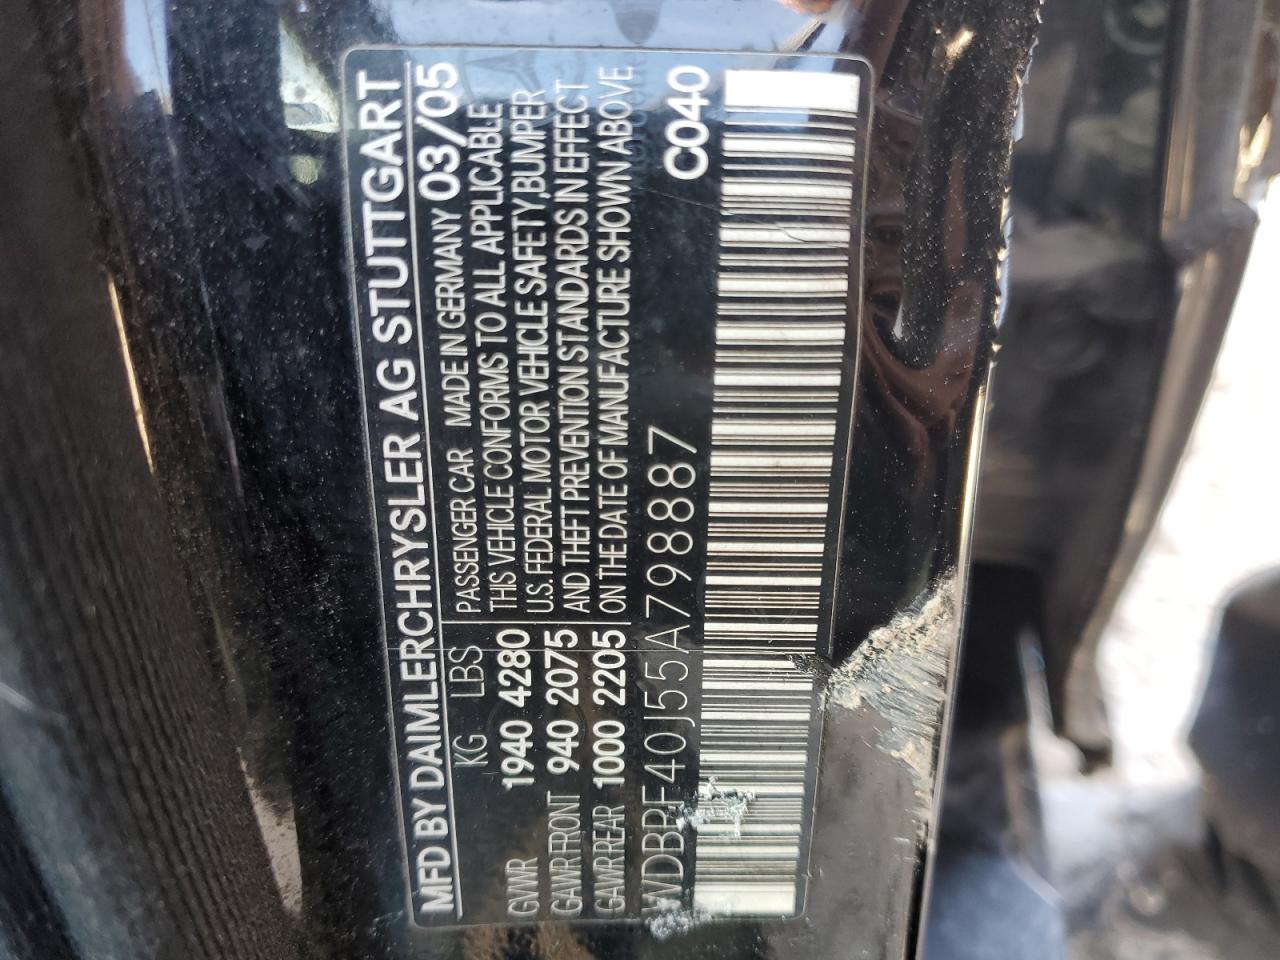 MFD BY DAIMLERCHRYSLER AG STUTTGART
KG LBS PASSENGER CAR MADE IN GERMANY 03/05
GVWR 1940 4280 THIS VEHICLE CONFORMS TO ALL APPLICABLE
U.S. FEDERAL MOTOR VEHICLE SAFETY, BUMPER
GAWR FRONT 940 2075 AND THEFT PREVENTION STANDARDS IN EFFECT
GAWR REAR 1000 2205 ON THE DATE OF MANUFACTURE SHOWN ABOVE.
WDBRF40J55A798887 C040